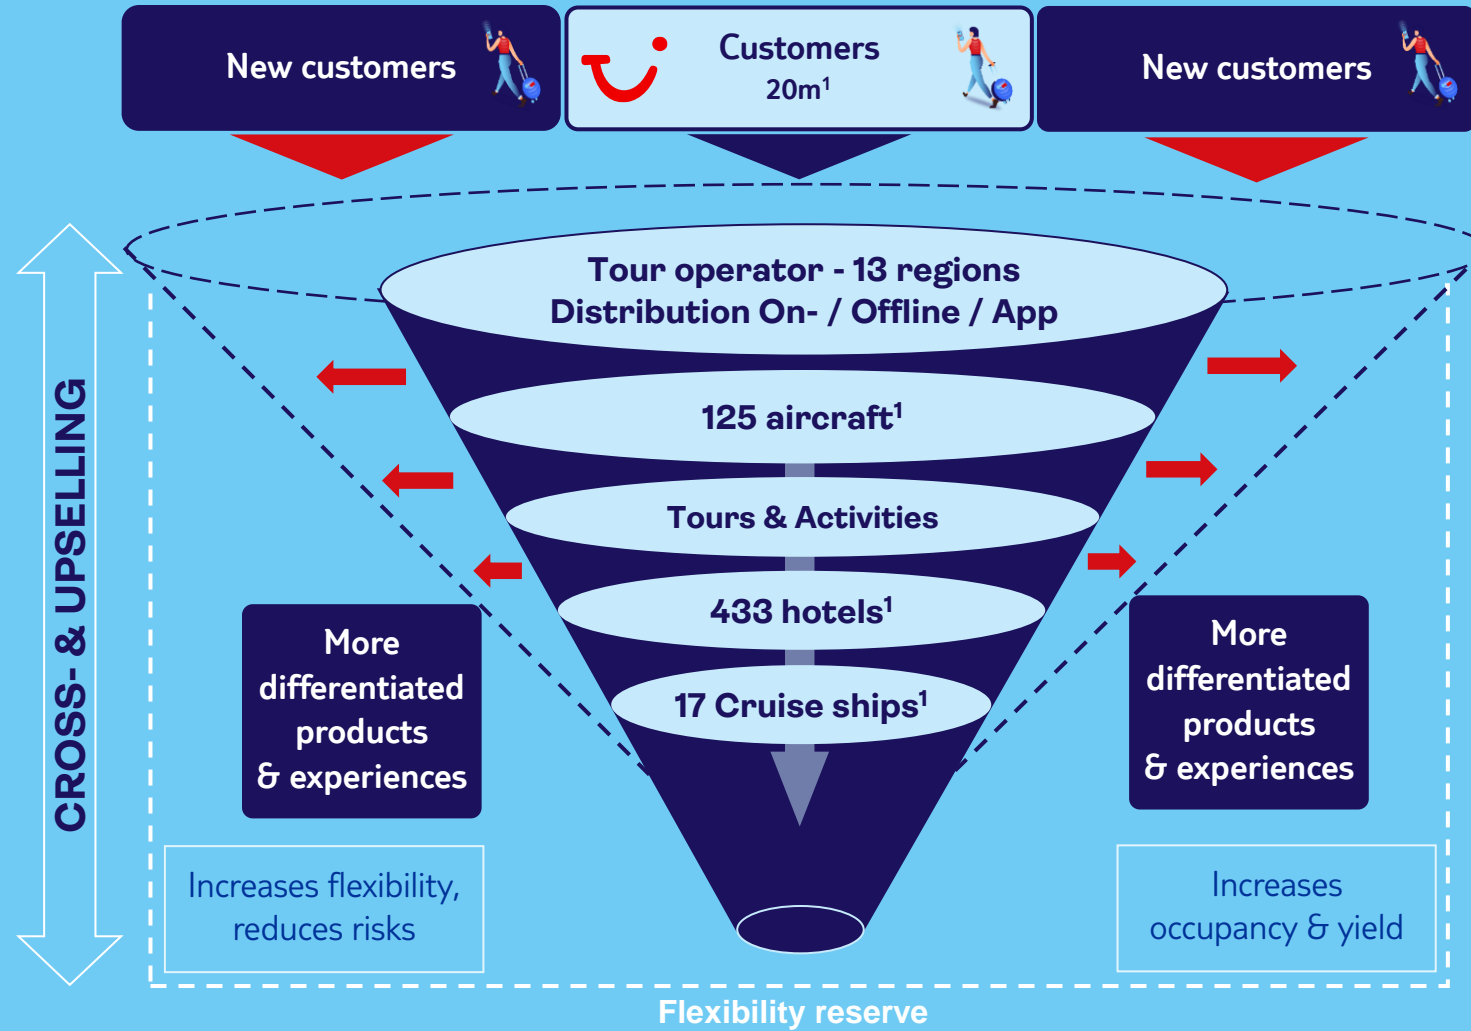 New customers
Customers
20m¹
New customers
Tour operator - 13 regions
Distribution On- / Offline / App
125 aircraft¹
Tours & Activities
433 hotels¹
17 Cruise ships¹
CROSS- & UPSELLING
More
differentiated
products
& experiences
More
differentiated
products
& experiences
Increases flexibility,
reduces risks
Increases
occupancy & yield
Flexibility reserve